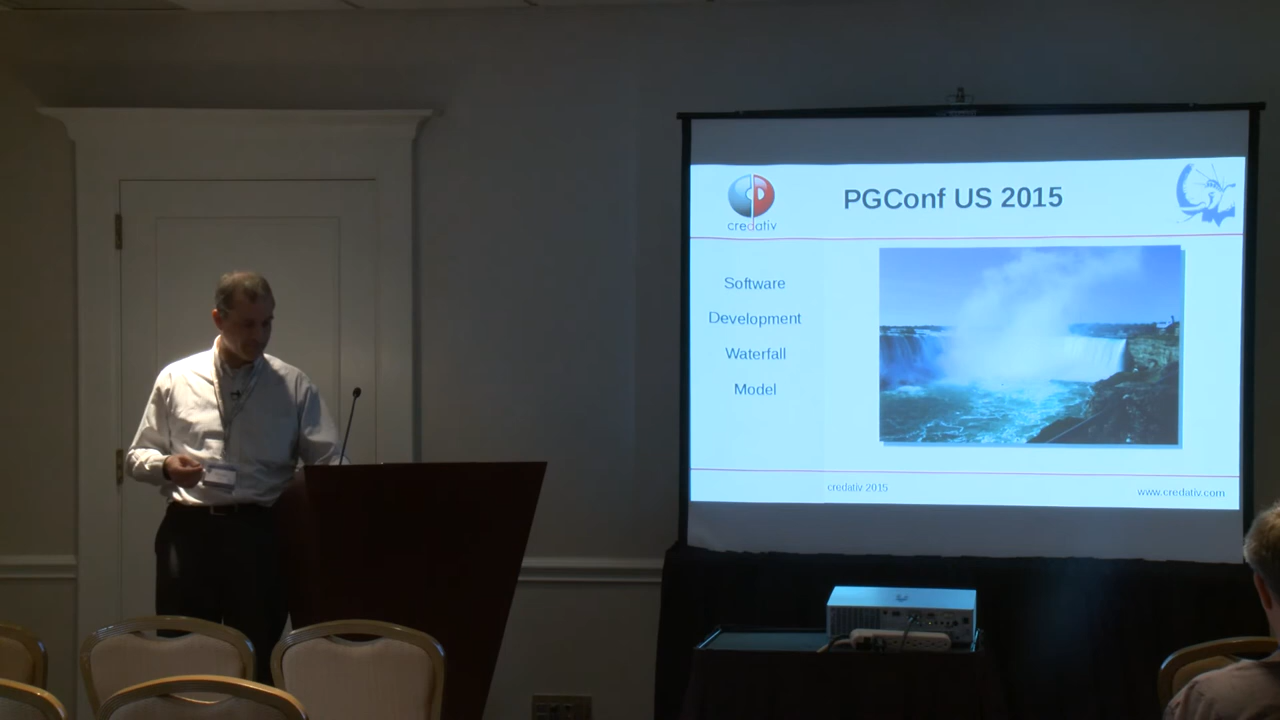 PGConf US 2015
credativ
Software
Development
Waterfall
Model
credativ 2015
www.credativ.com